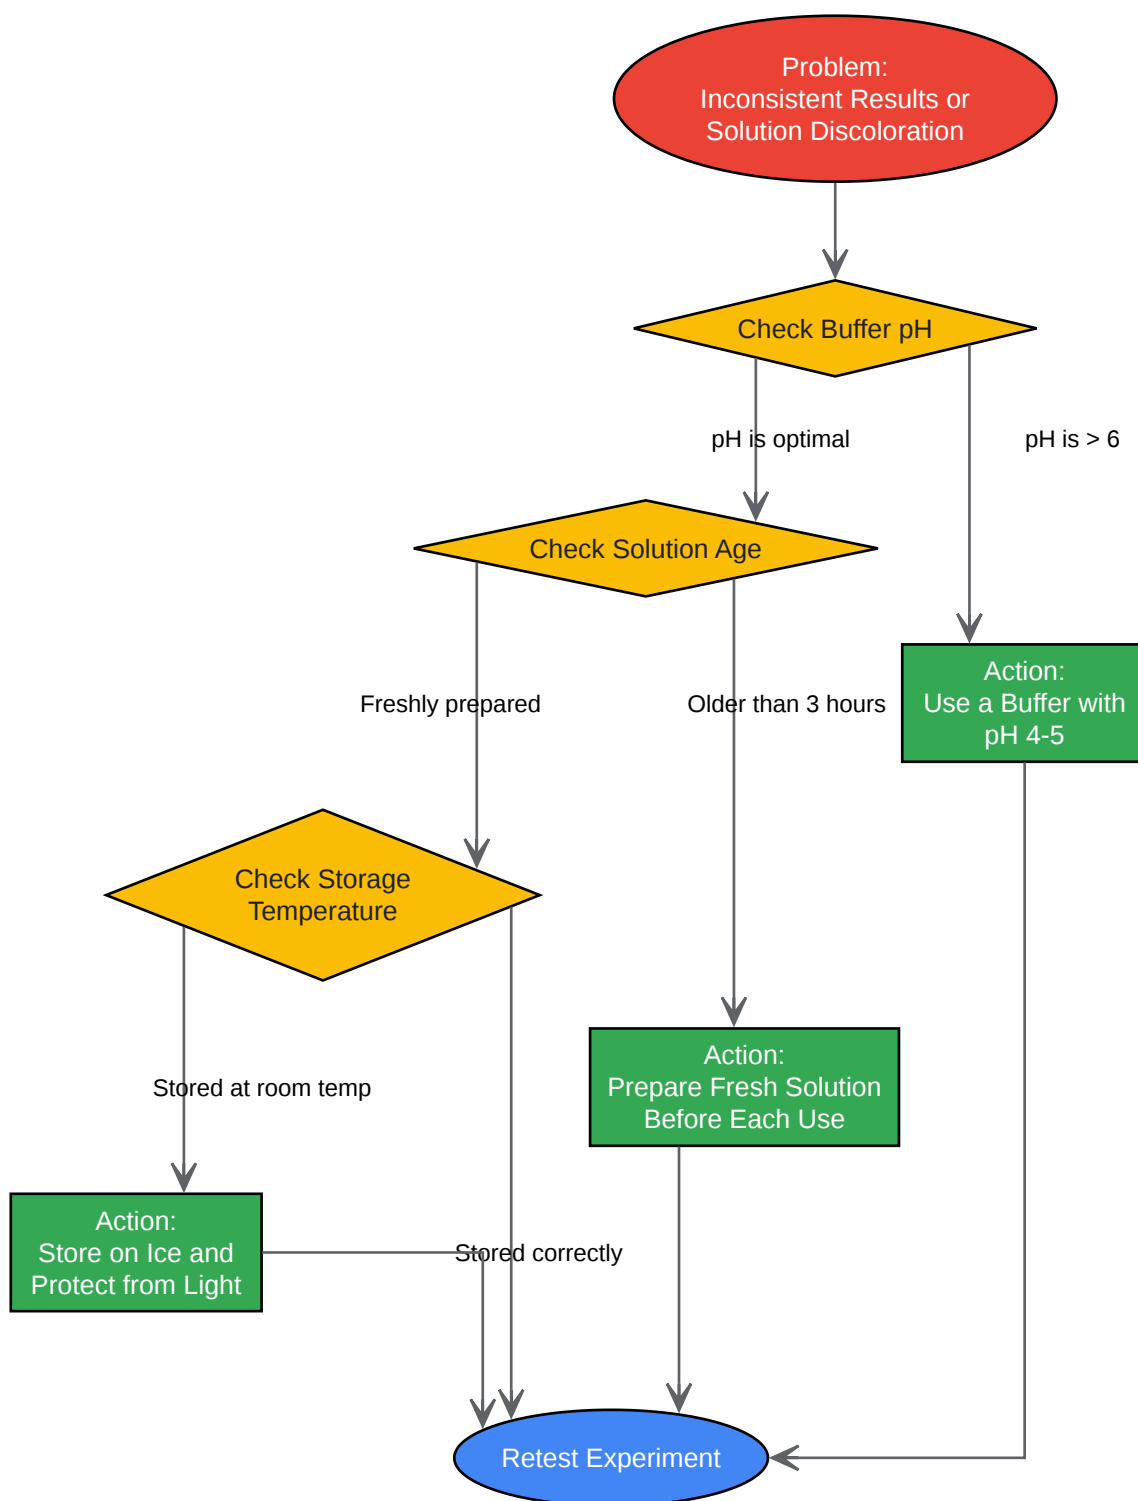 Problem:
Inconsistent Results or
Solution Discoloration
Check Buffer pH
pH is optimal
pH is > 6
Check Solution Age
Freshly prepared
Older than 3 hours
Action:
Use a Buffer with
pH 4-5
Check Storage
Temperature
Action:
Prepare Fresh Solution
Before Each Use
Stored at room temp
Action:
Store on Ice and
Protect from Light
Stored correctly
Retest Experiment